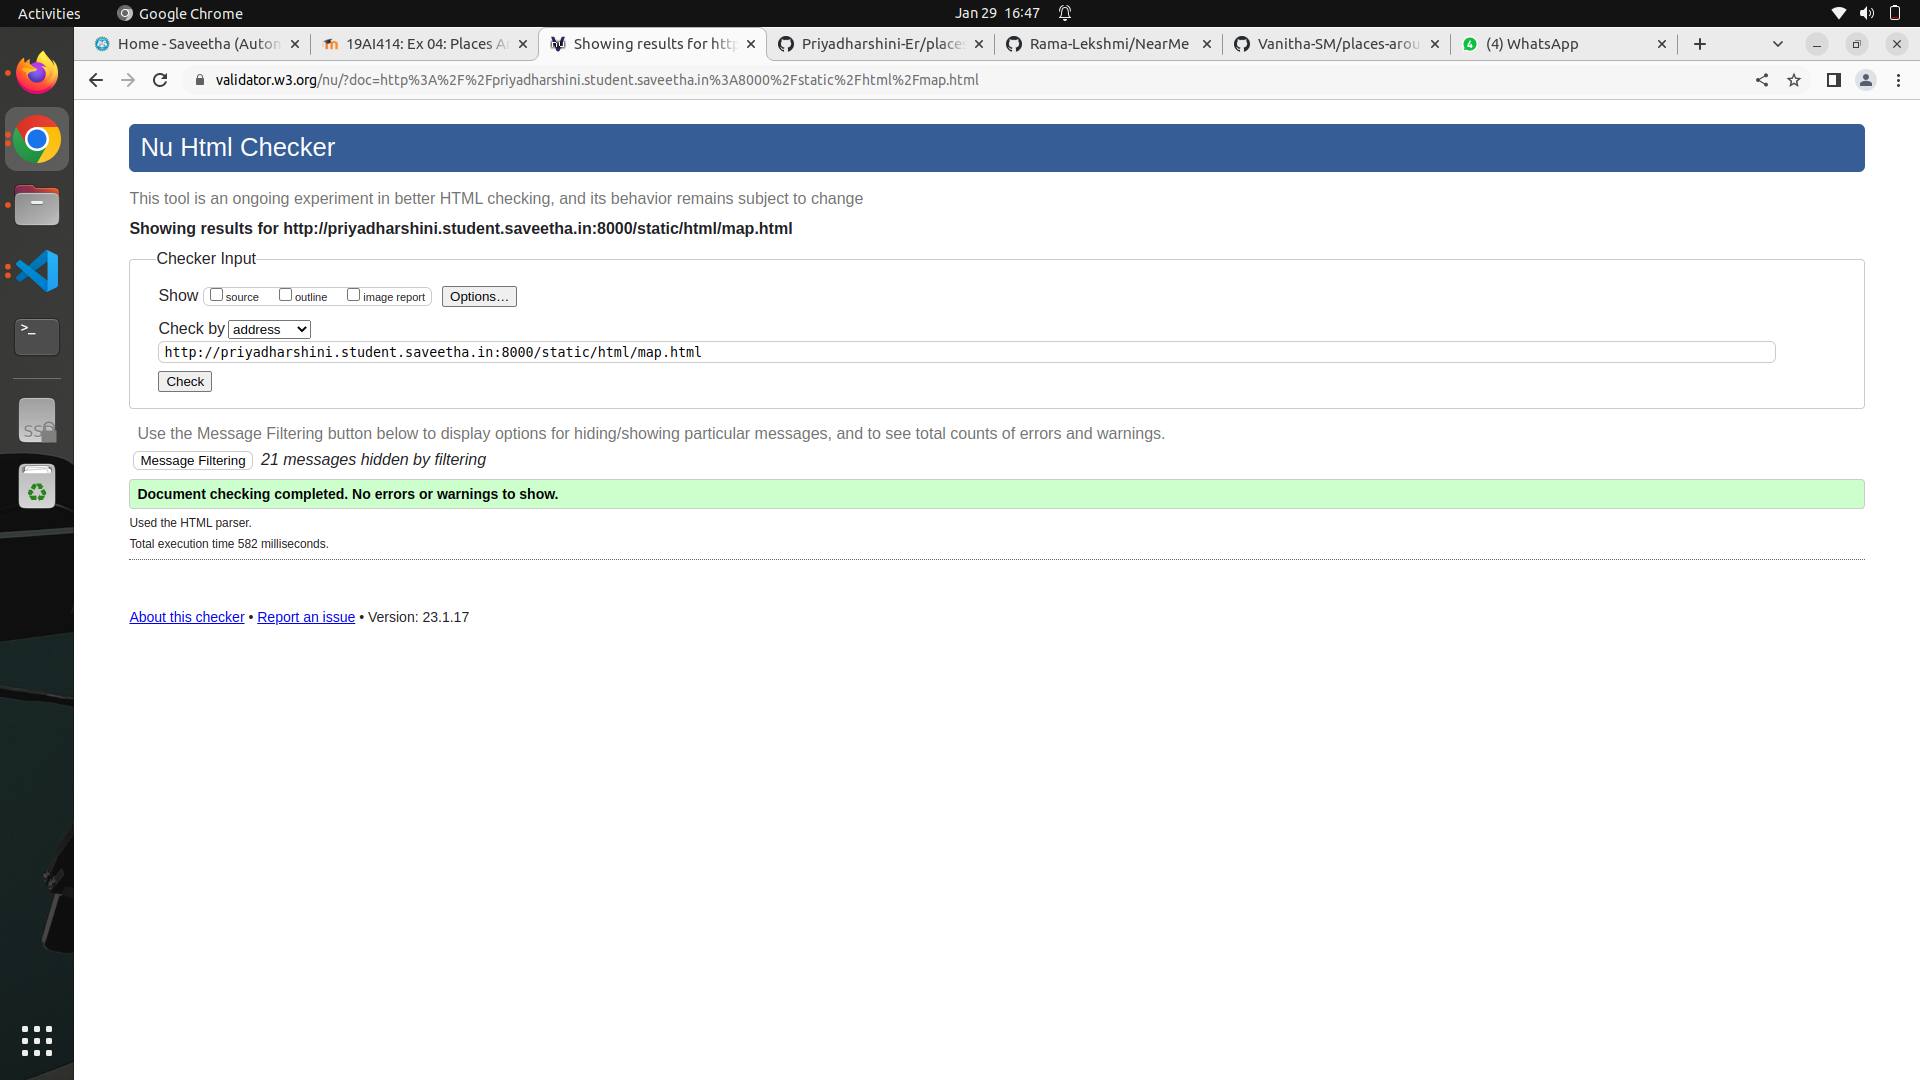 Activities Google Chrome Jan 29 16:47
Home - Saveetha (Auton 19AI414: Ex 04: Places Ar Showing results for http Priyadharshini-Er/places Rama-Lekshmi/NearMe Vanitha-SM/places-arou (4) WhatsApp
validator.w3.org/nu/?doc=http%3A%2F%2Fpriyadharshini.student.saveetha.in%3A8000%2Fstatic%2Fhtml%2Fmap.html
Nu Html Checker
This tool is an ongoing experiment in better HTML checking, and its behavior remains subject to change
Showing results for http://priyadharshini.student.saveetha.in:8000/static/html/map.html
Checker Input
Show source outline image report Options...
Check by address
http://priyadharshini.student.saveetha.in:8000/static/html/map.html
Check
Use the Message Filtering button below to display options for hiding/showing particular messages, and to see total counts of errors and warnings.
Message Filtering 21 messages hidden by filtering
Document checking completed. No errors or warnings to show.
Used the HTML parser.
Total execution time 582 milliseconds.
About this checker • Report an issue • Version: 23.1.17